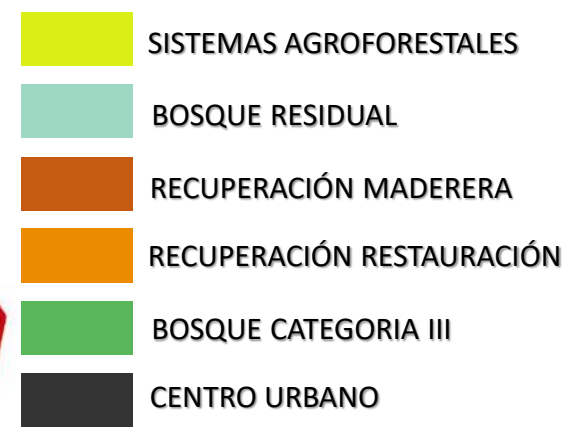 SISTEMAS AGROFORESTALES
BOSQUE RESIDUAL
RECUPERACIÓN MADERERA
RECUPERACIÓN RESTAURACIÓN
BOSQUE CATEGORIA III
CENTRO URBANO